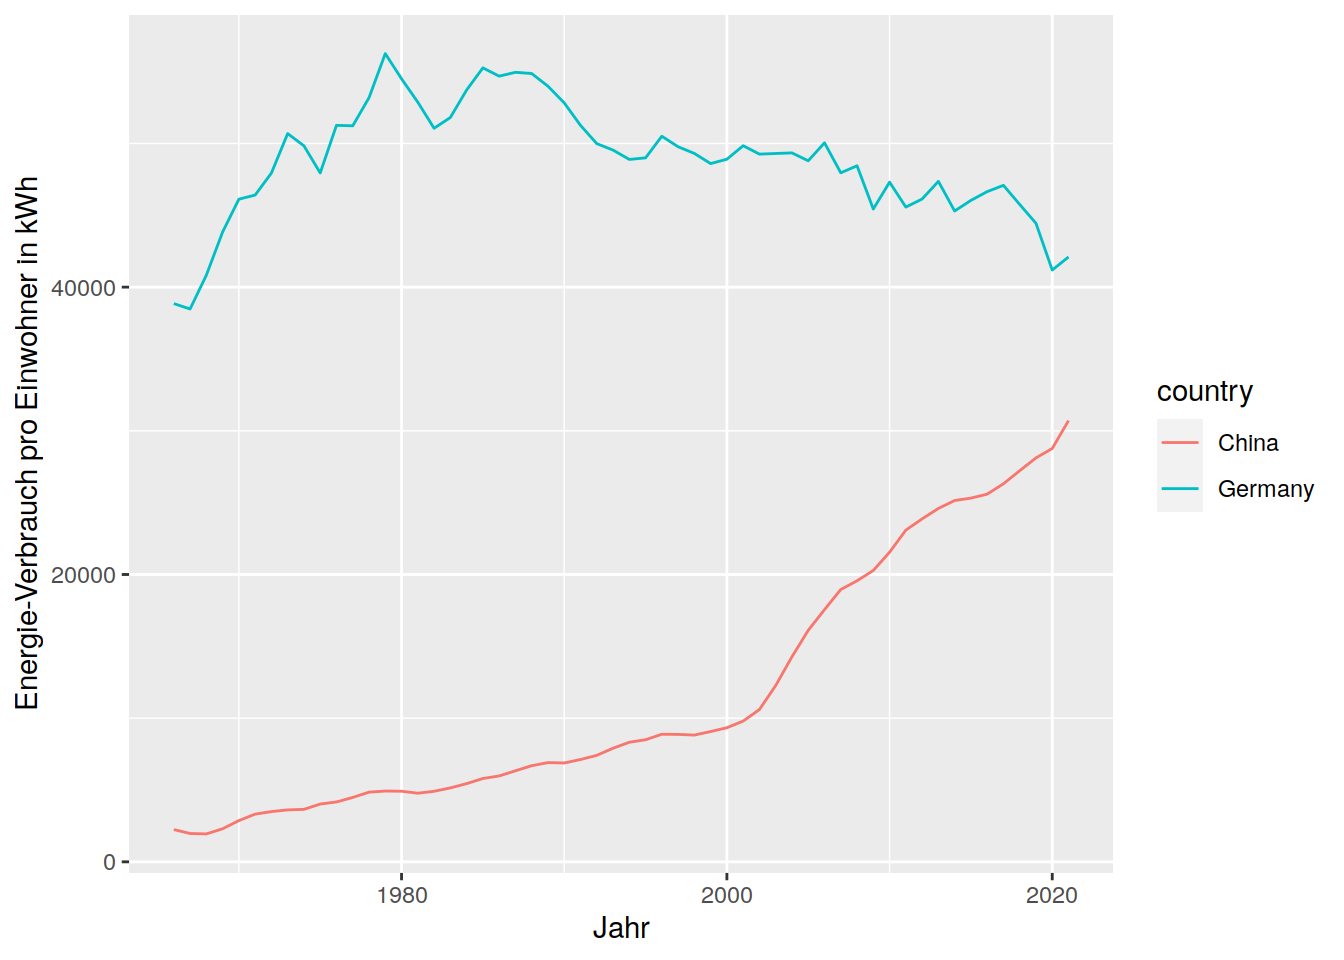 Energie-Verbrauch pro Einwohner in kWh
40000
20000
0
1980
2000
2020
Jahr
country
China
Germany